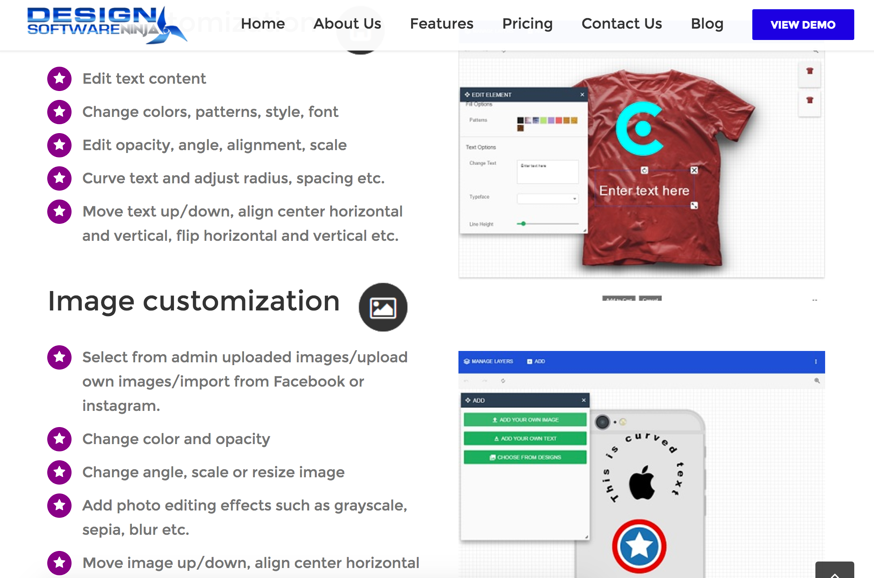 DESIGN
SOFTWARENINJA
Home
About Us
Features
Pricing
Contact Us
Blog
VIEW DEMO
Edit text content
Change colors, patterns, style, font
Edit opacity, angle, alignment, scale
Curve text and adjust radius, spacing etc.
Move text up/down, align center horizontal
and vertical, flip horizontal and vertical etc.
EDIT ELEMENT
Fill Options
Patterns
Text Options
Change Text
Enter text here
Typeface
Line Height
Enter text here
Image customization
Select from admin uploaded images/upload
own images/import from Facebook or
instagram.
Change color and opacity
Change angle, scale or resize image
Add photo editing effects such as grayscale,
sepia, blur etc.
Move image up/down, align center horizontal
MANAGE LAYERS
ADD
ADD
ADD YOUR OWN IMAGE
ADD YOUR OWN TEXT
CHOOSE FROM DESIGNS
This is curved text